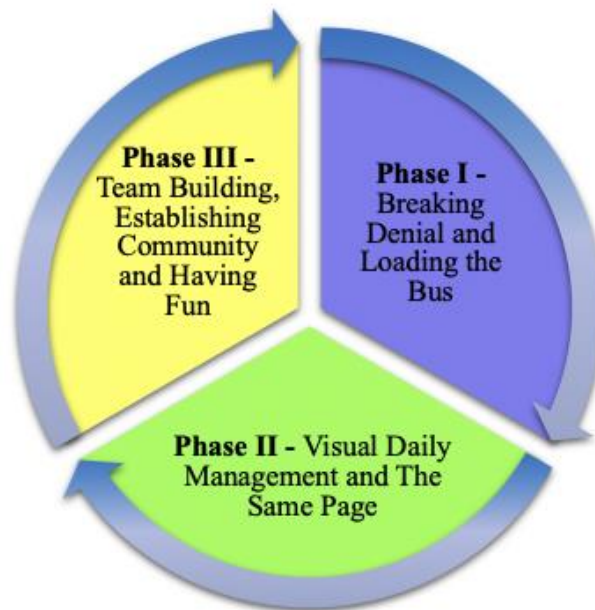 Phase I -
Breaking
Denial and
Loading the
Bus
Phase II - Visual Daily
Management and The
Same Page
Phase III -
Team Building,
Establishing
Community
and Having
Fun